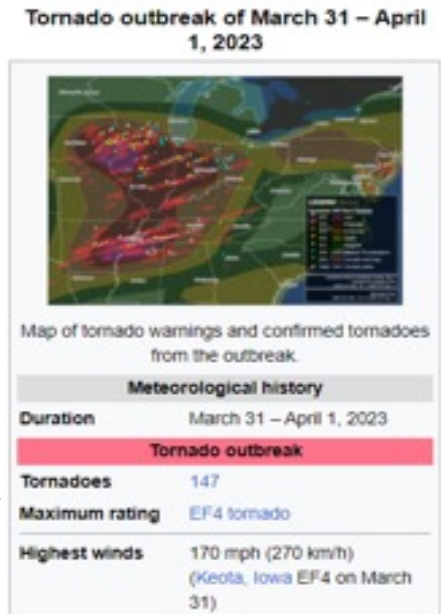 Tornado outbreak of March 31 – April
1, 2023
Map of tornado warnings and confirmed tornadoes
from the outbreak.
Meteorological history
Duration March 31 – April 1, 2023
Tornado outbreak
Tornadoes 147
Maximum rating EF4 tornado
Highest winds 170 mph (270 km/h)
(Keota, Iowa EF4 on March
31)